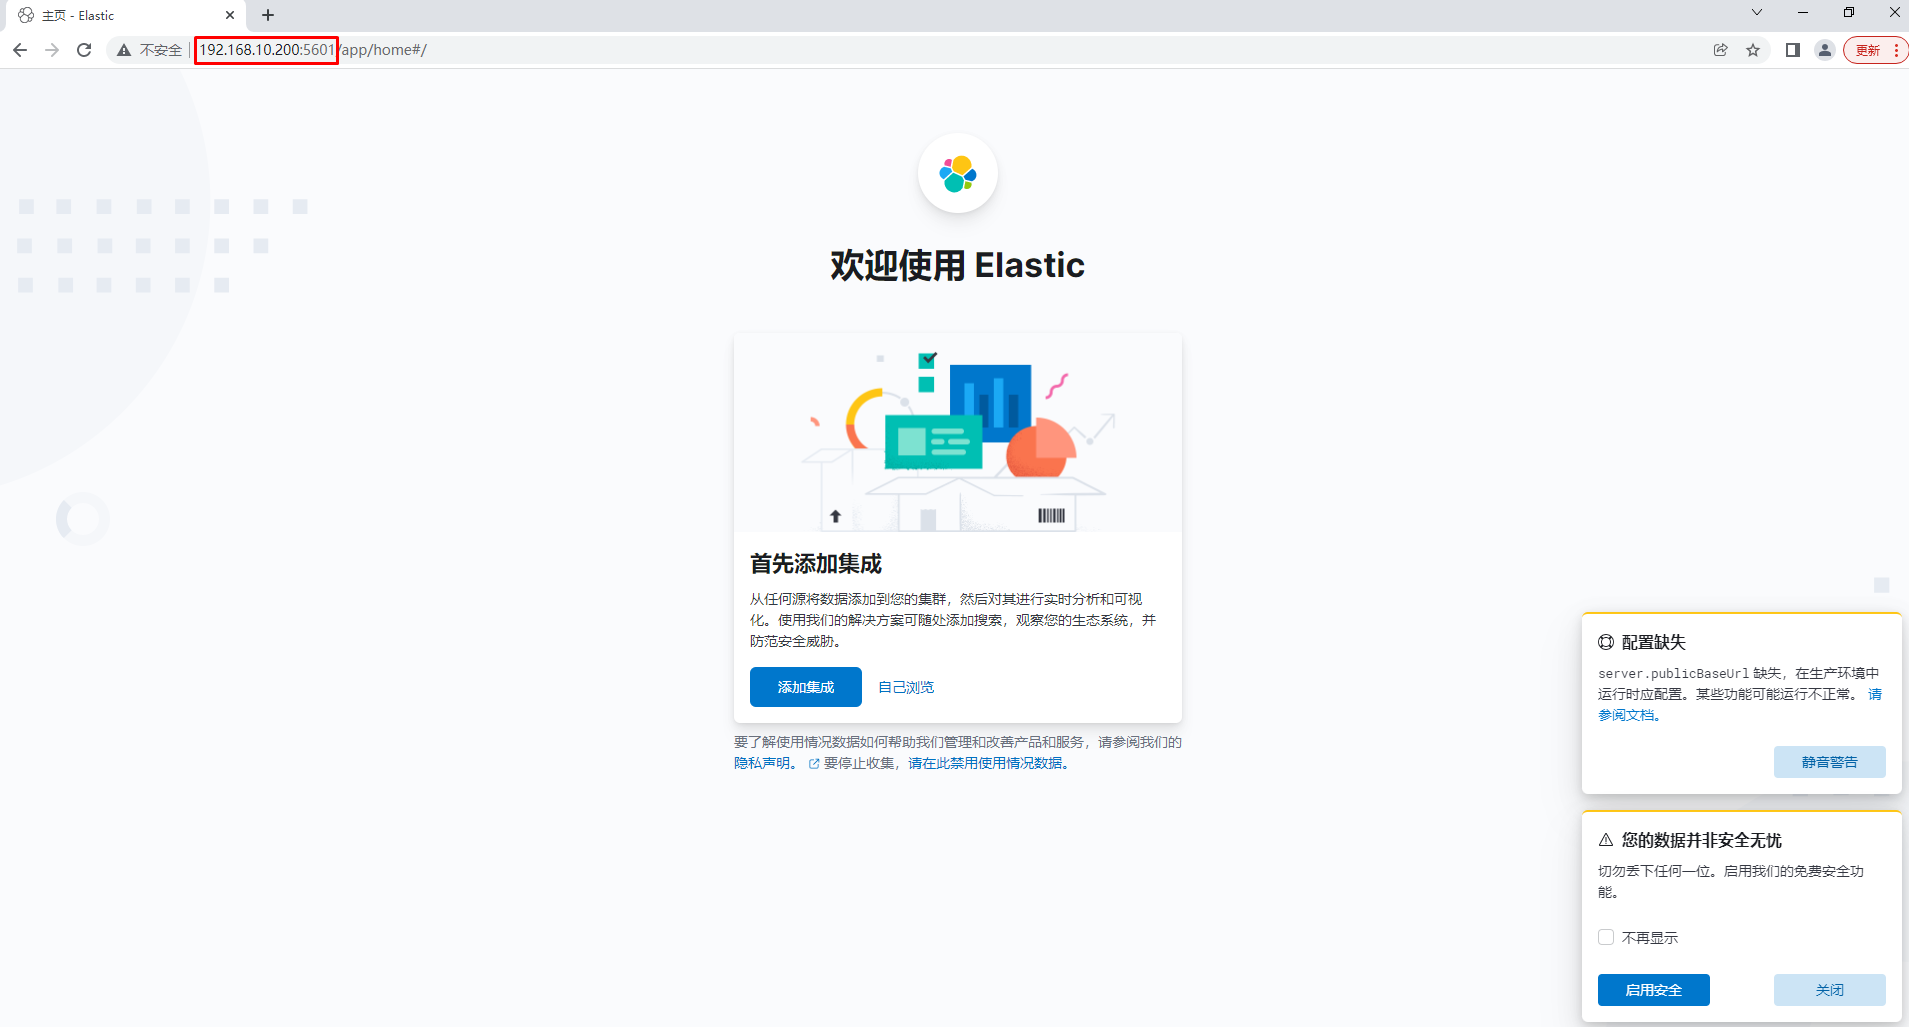 主页 - Elastic
不安全 | 192.168.10.200:5601/app/home#/
更新
欢迎使用 Elastic
首先添加集成
从任何源将数据添加到您的集群，然后对其进行实时分析和可视
化。使用我们的解决方案可随处添加搜索，观察您的生态系统，并
防范安全威胁。
添加集成 自己浏览
要了解使用情况数据如何帮助我们管理和改善产品和服务，请参阅我们的
隐私声明。 要停止收集，请在此禁用使用情况数据。
配置缺失
server.publicBaseUrl 缺失，在生产环境中
运行时应配置。某些功能可能运行不正常。 请
参阅文档。
静音警告
您的数据并非安全无忧
切勿丢下任何一位。启用我们的免费安全功
能。
不再显示
启用安全 关闭